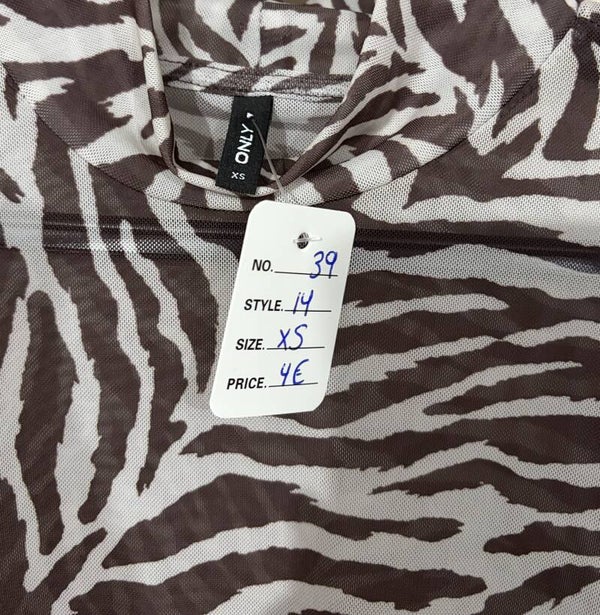 ONLY
XS
NO. 39
STYLE. 14
SIZE. XS
PRICE. 4€